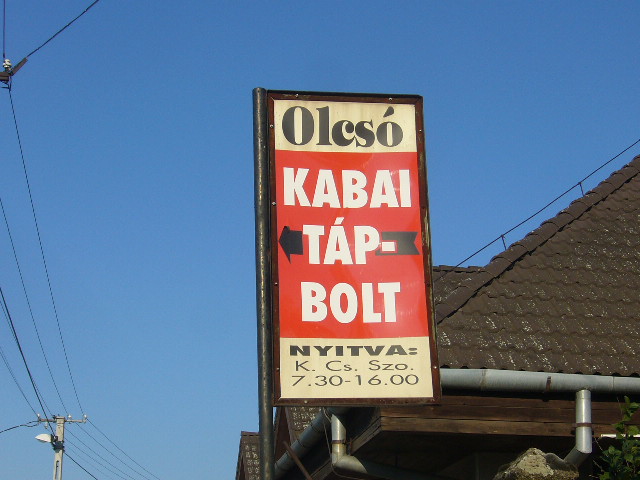 Olcsó
KABAI
TÁP-
BOLT
NYITVA:
K. Cs. Szo.
7.30-16.00